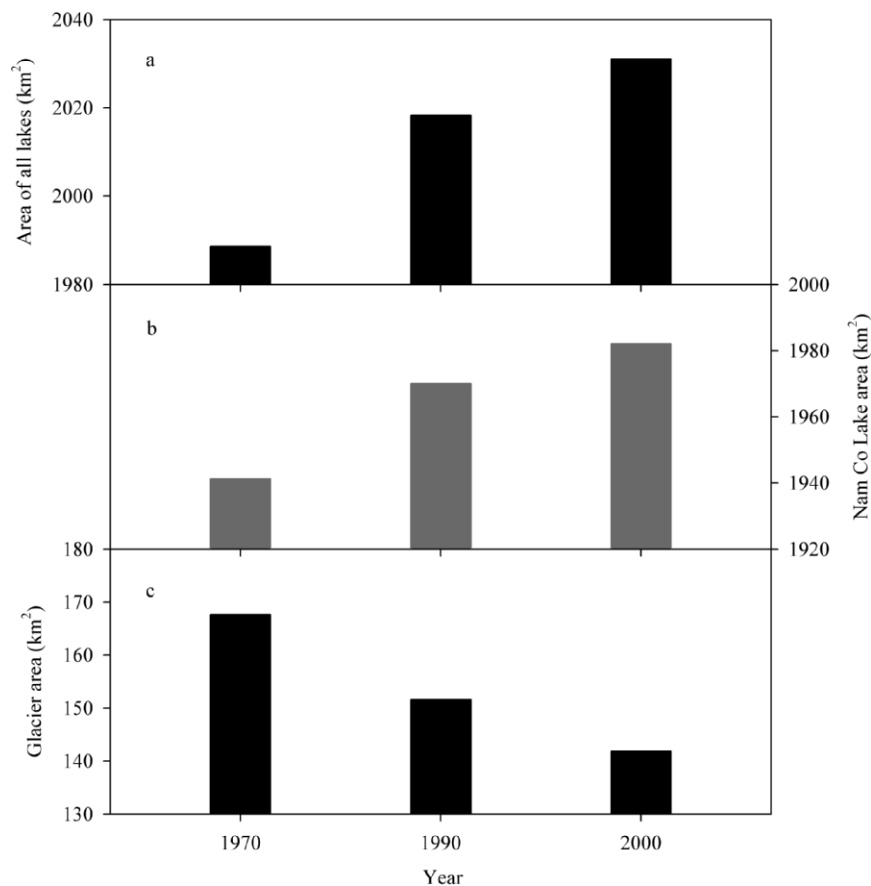 2040
a
2020
2000
1980
Area of all lakes (km²)
2000
b
1980
1960
1940
1920
Nam Co Lake area (km²)
180
c
170
160
150
140
130
Glacier area (km²)
1970 1990 2000
Year